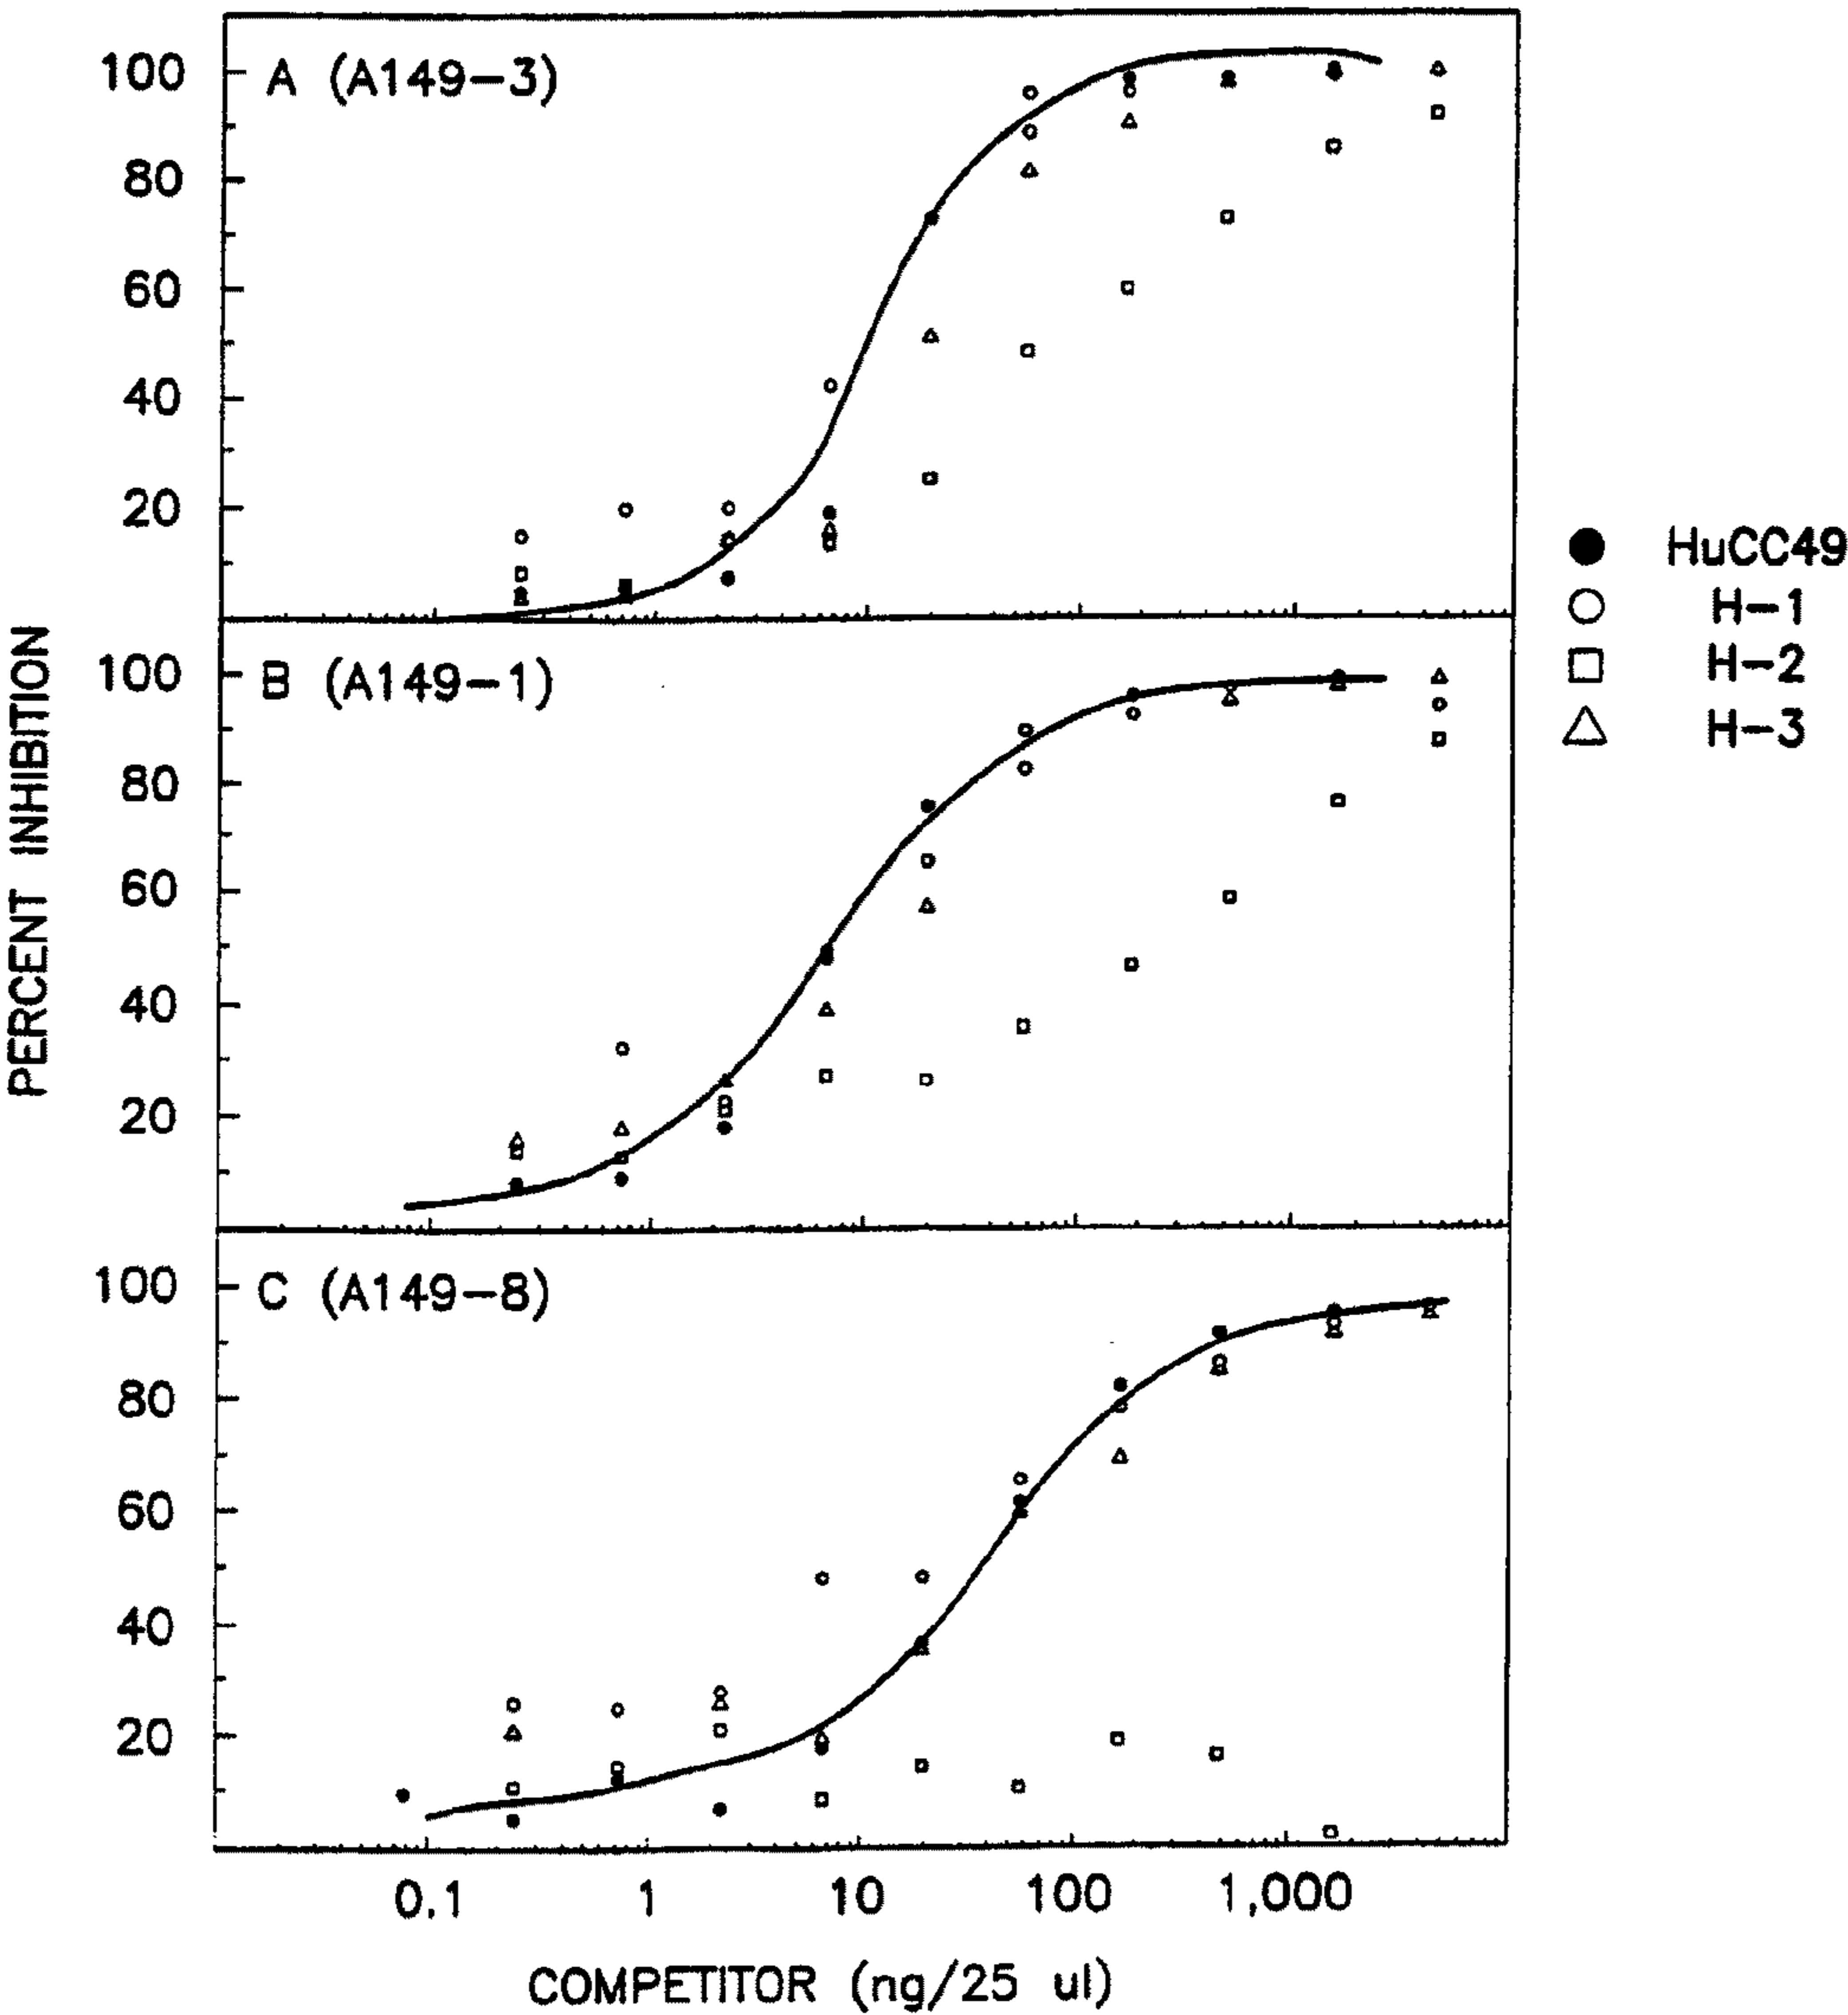 A (A149-3)
100
80
60
40
20
B (A149-1)
100
80
60
40
20
C (A149-8)
100
80
60
40
20
0.1 1 10 100 1,000
COMPETITOR (ng/25 ul)
PERCENT INHIBITION
HuCC49
H-1
H-2
H-3